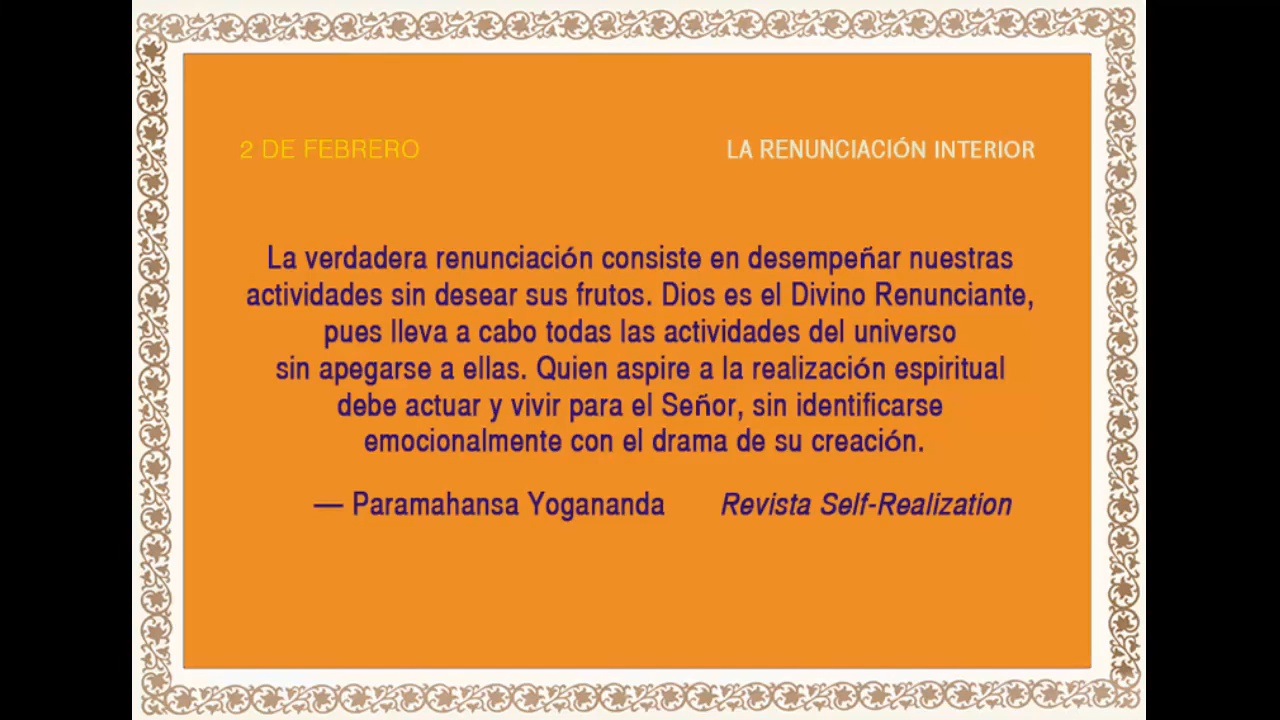 2 DE FEBRERO LA RENUNCIACIÓN INTERIOR
La verdadera renunciación consiste en desempeñar nuestras
actividades sin desear sus frutos. Dios es el Divino Renunciante,
pues lleva a cabo todas las actividades del universo
sin apegarse a ellas. Quien aspire a la realización espiritual
debe actuar y vivir para el Señor, sin identificarse
emocionalmente con el drama de su creación.
— Paramahansa Yogananda Revista Self-Realization